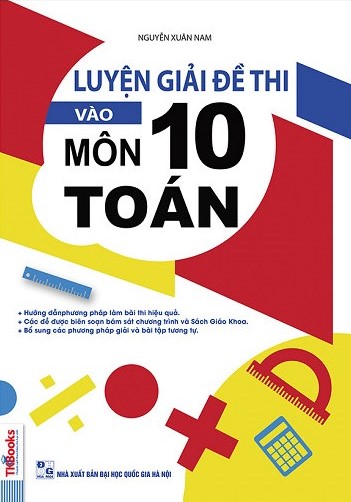 NGUYỄN XUÂN NAM
LUYỆN GIẢI ĐỀ THI
VÀO 10
MÔN
TOÁN
+ Hướng dẫnphương pháp làm bài thi hiệu quả.
+ Các đề được biên soạn bám sát chương trình và Sách Giáo Khoa.
+ Bổ sung các phương pháp giải và bài tập tương tự.
TKBooks
NHÀ XUẤT BẢN ĐẠI HỌC QUỐC GIA HÀ NỘI